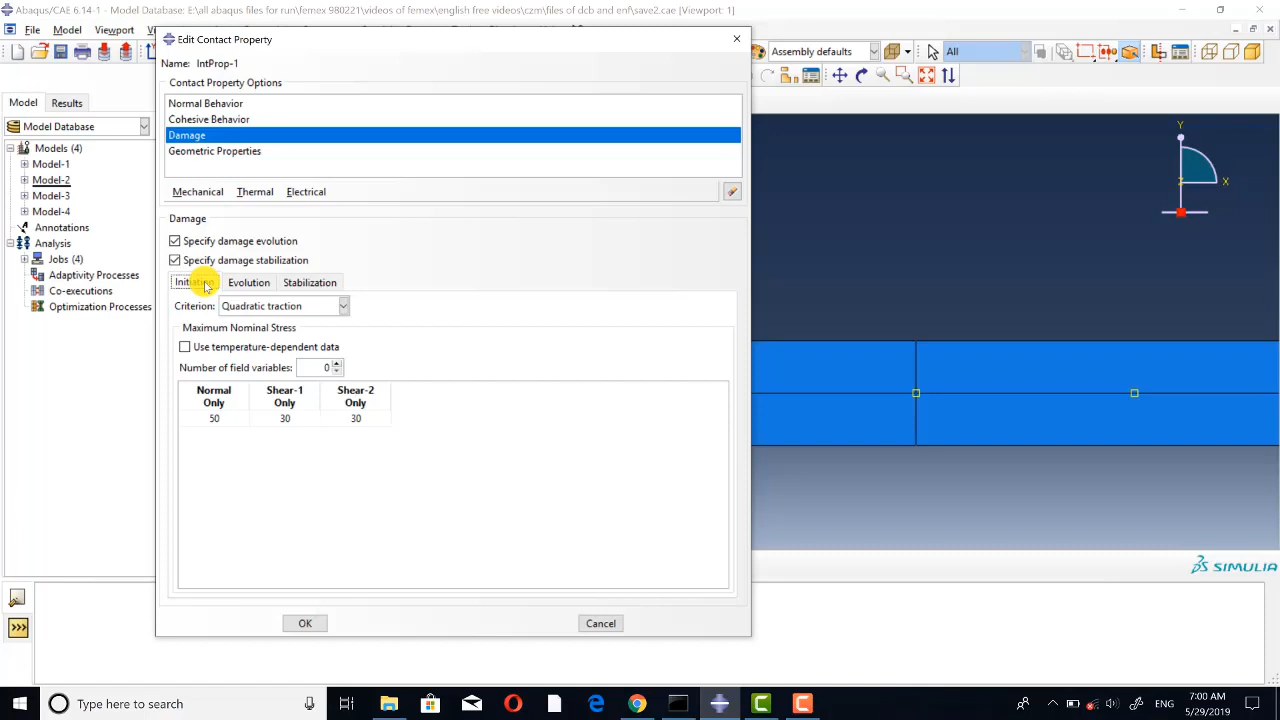 Abaqus/CAE 6.14-1 - Model Database: E:\all abaqus files for run\femex 980221\videos of femex\english free videos\czm\files of dcb and enf\save2.cae [Viewport: 1]
File Model Viewport
Edit Contact Property
Assembly defaults
All
Name: IntProp-1
Contact Property Options
Normal Behavior
Cohesive Behavior
Damage
Geometric Properties
Mechanical Thermal Electrical
Model Results
Model Database
Models (4)
Model-1
Model-2
Model-3
Model-4
Annotations
Analysis
Jobs (4)
Adaptivity Processes
Co-executions
Optimization Processes
Damage
Specify damage evolution
Specify damage stabilization
Initiation Evolution Stabilization
Criterion: Quadratic traction
Maximum Nominal Stress
Use temperature-dependent data
Number of field variables: 0
Normal Only Shear-1 Only Shear-2 Only
50 30 30
OK Cancel
Y
Z X
SIMULIA
>>>
Type here to search
ENG
7:00 AM
5/29/2019